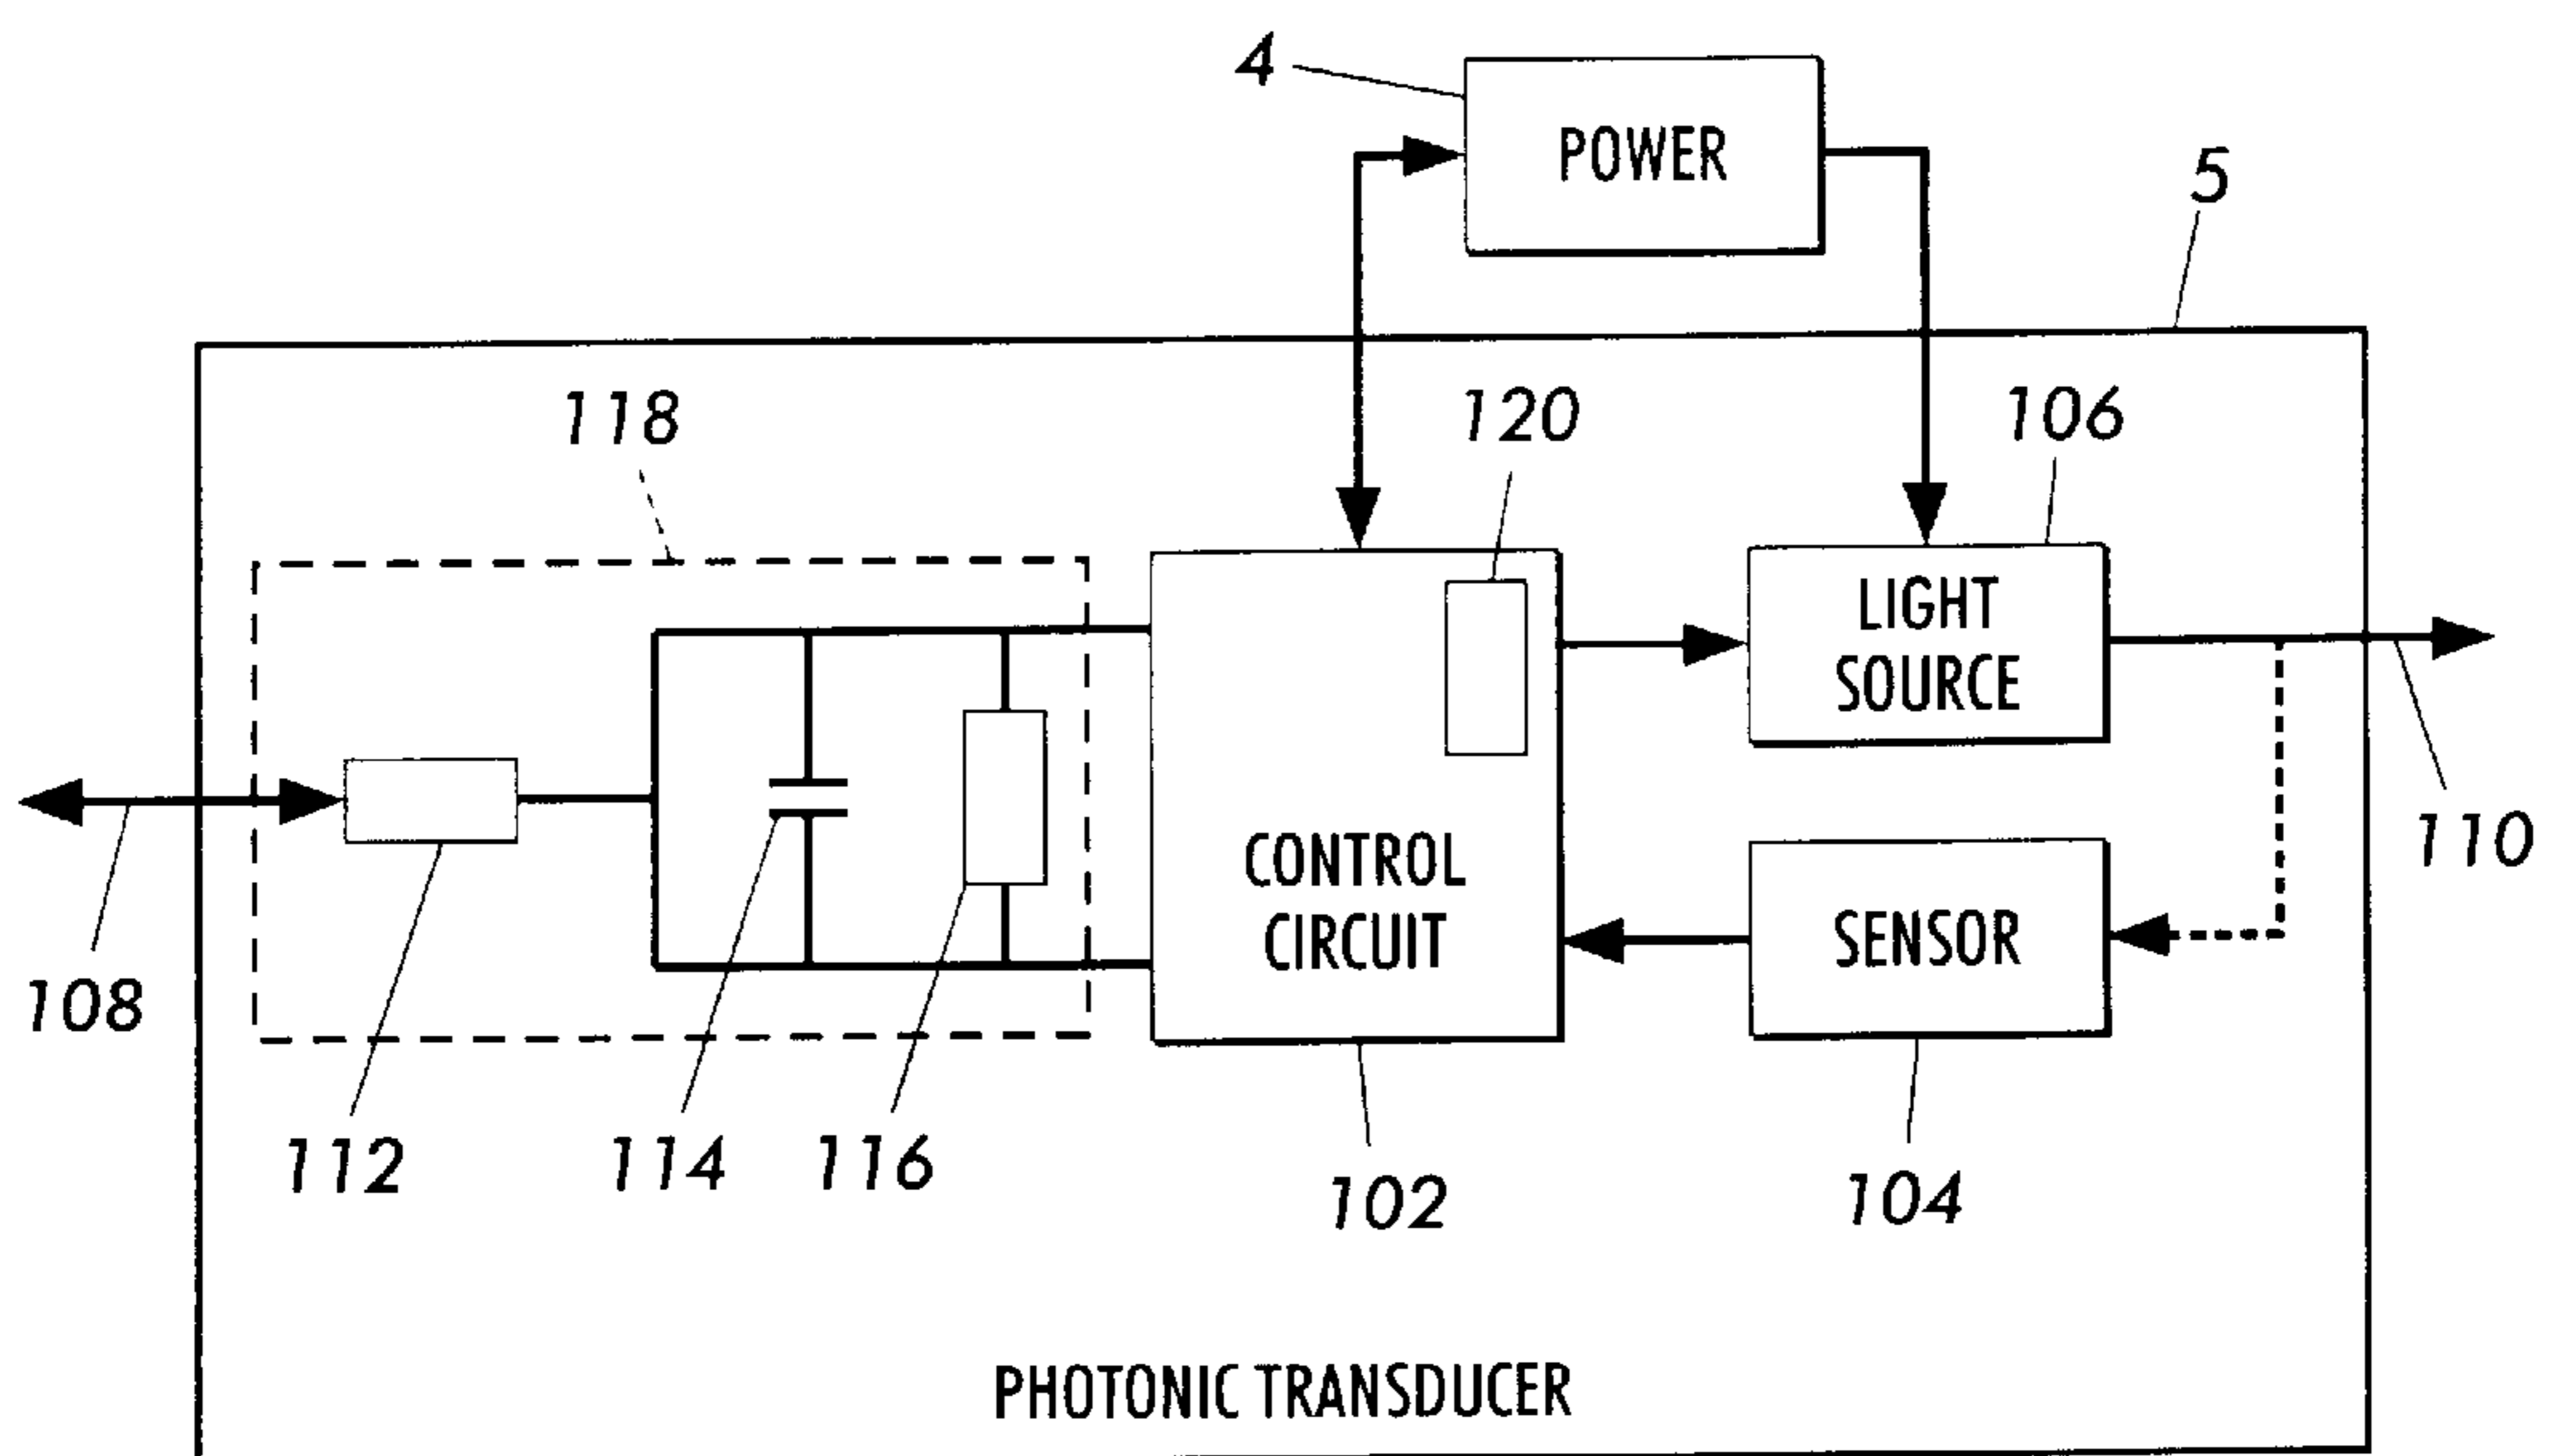 4
POWER
5
118
120
106
LIGHT
SOURCE
CONTROL
CIRCUIT
SENSOR
110
108
112
114
116
102
104
PHOTONIC TRANSDUCER